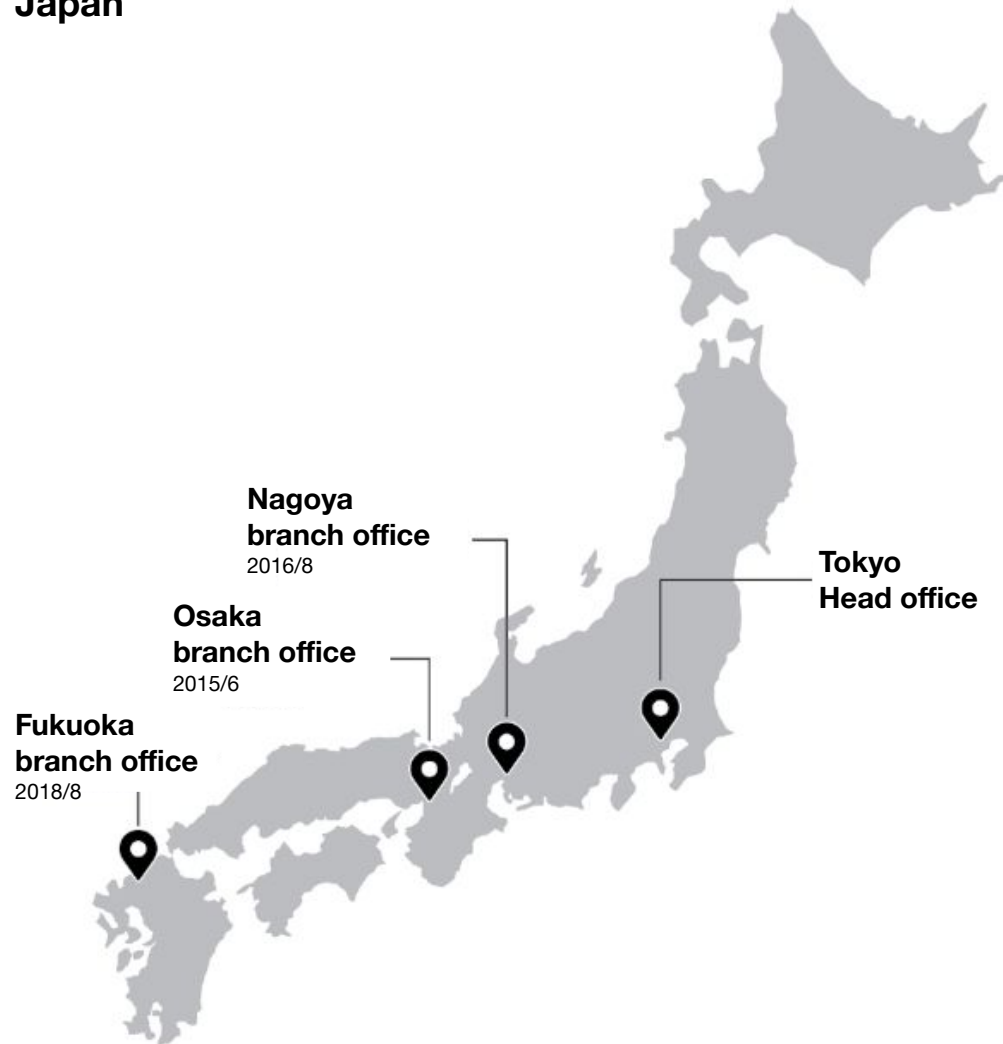 Japan
Nagoya
branch office
2016/8
Tokyo
Head office
Osaka
branch office
2015/6
Fukuoka
branch office
2018/8